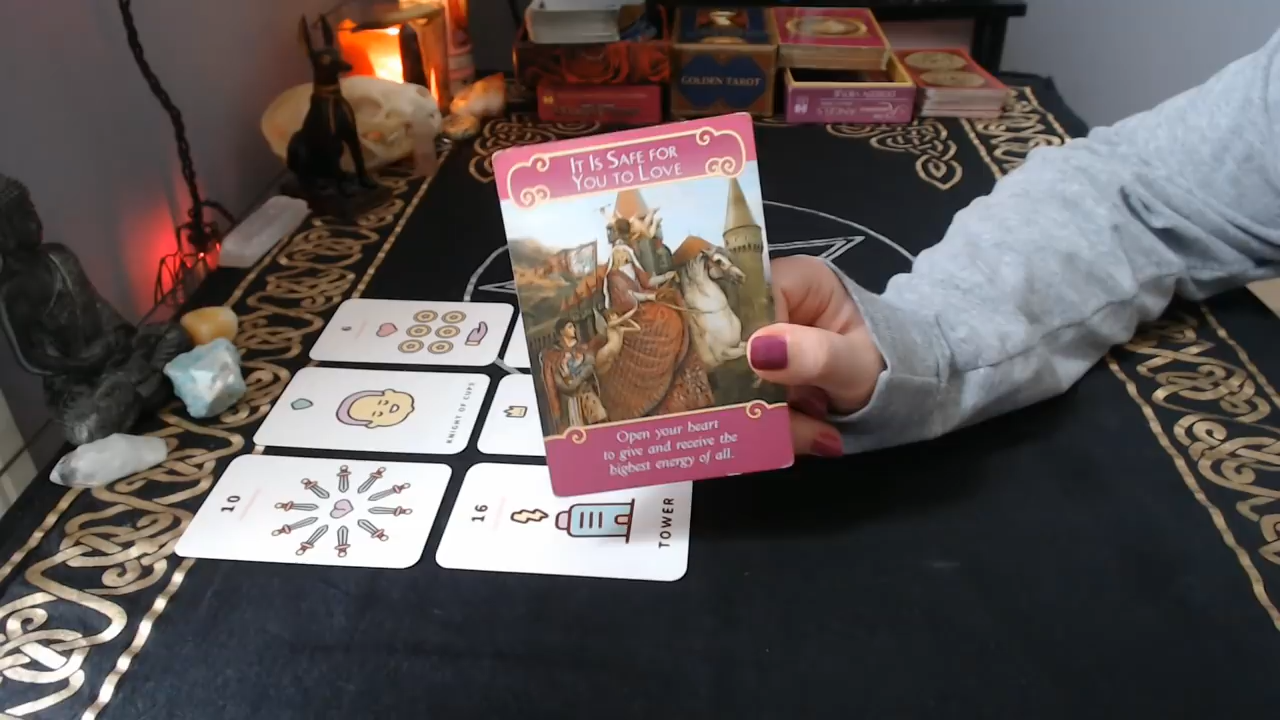 GOLDEN TAROT
IT IS SAFE FOR
YOU TO LOVE
Open your heart
to give and receive the
highest energy of all.
6
KNIGHT OF CUPS
10
16
TOWER